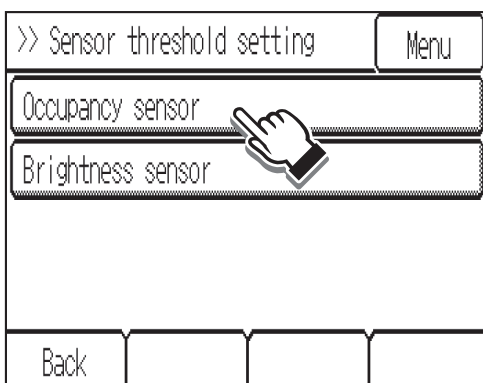 >> Sensor threshold setting
Menu
Occupancy sensor
Brightness sensor
Back